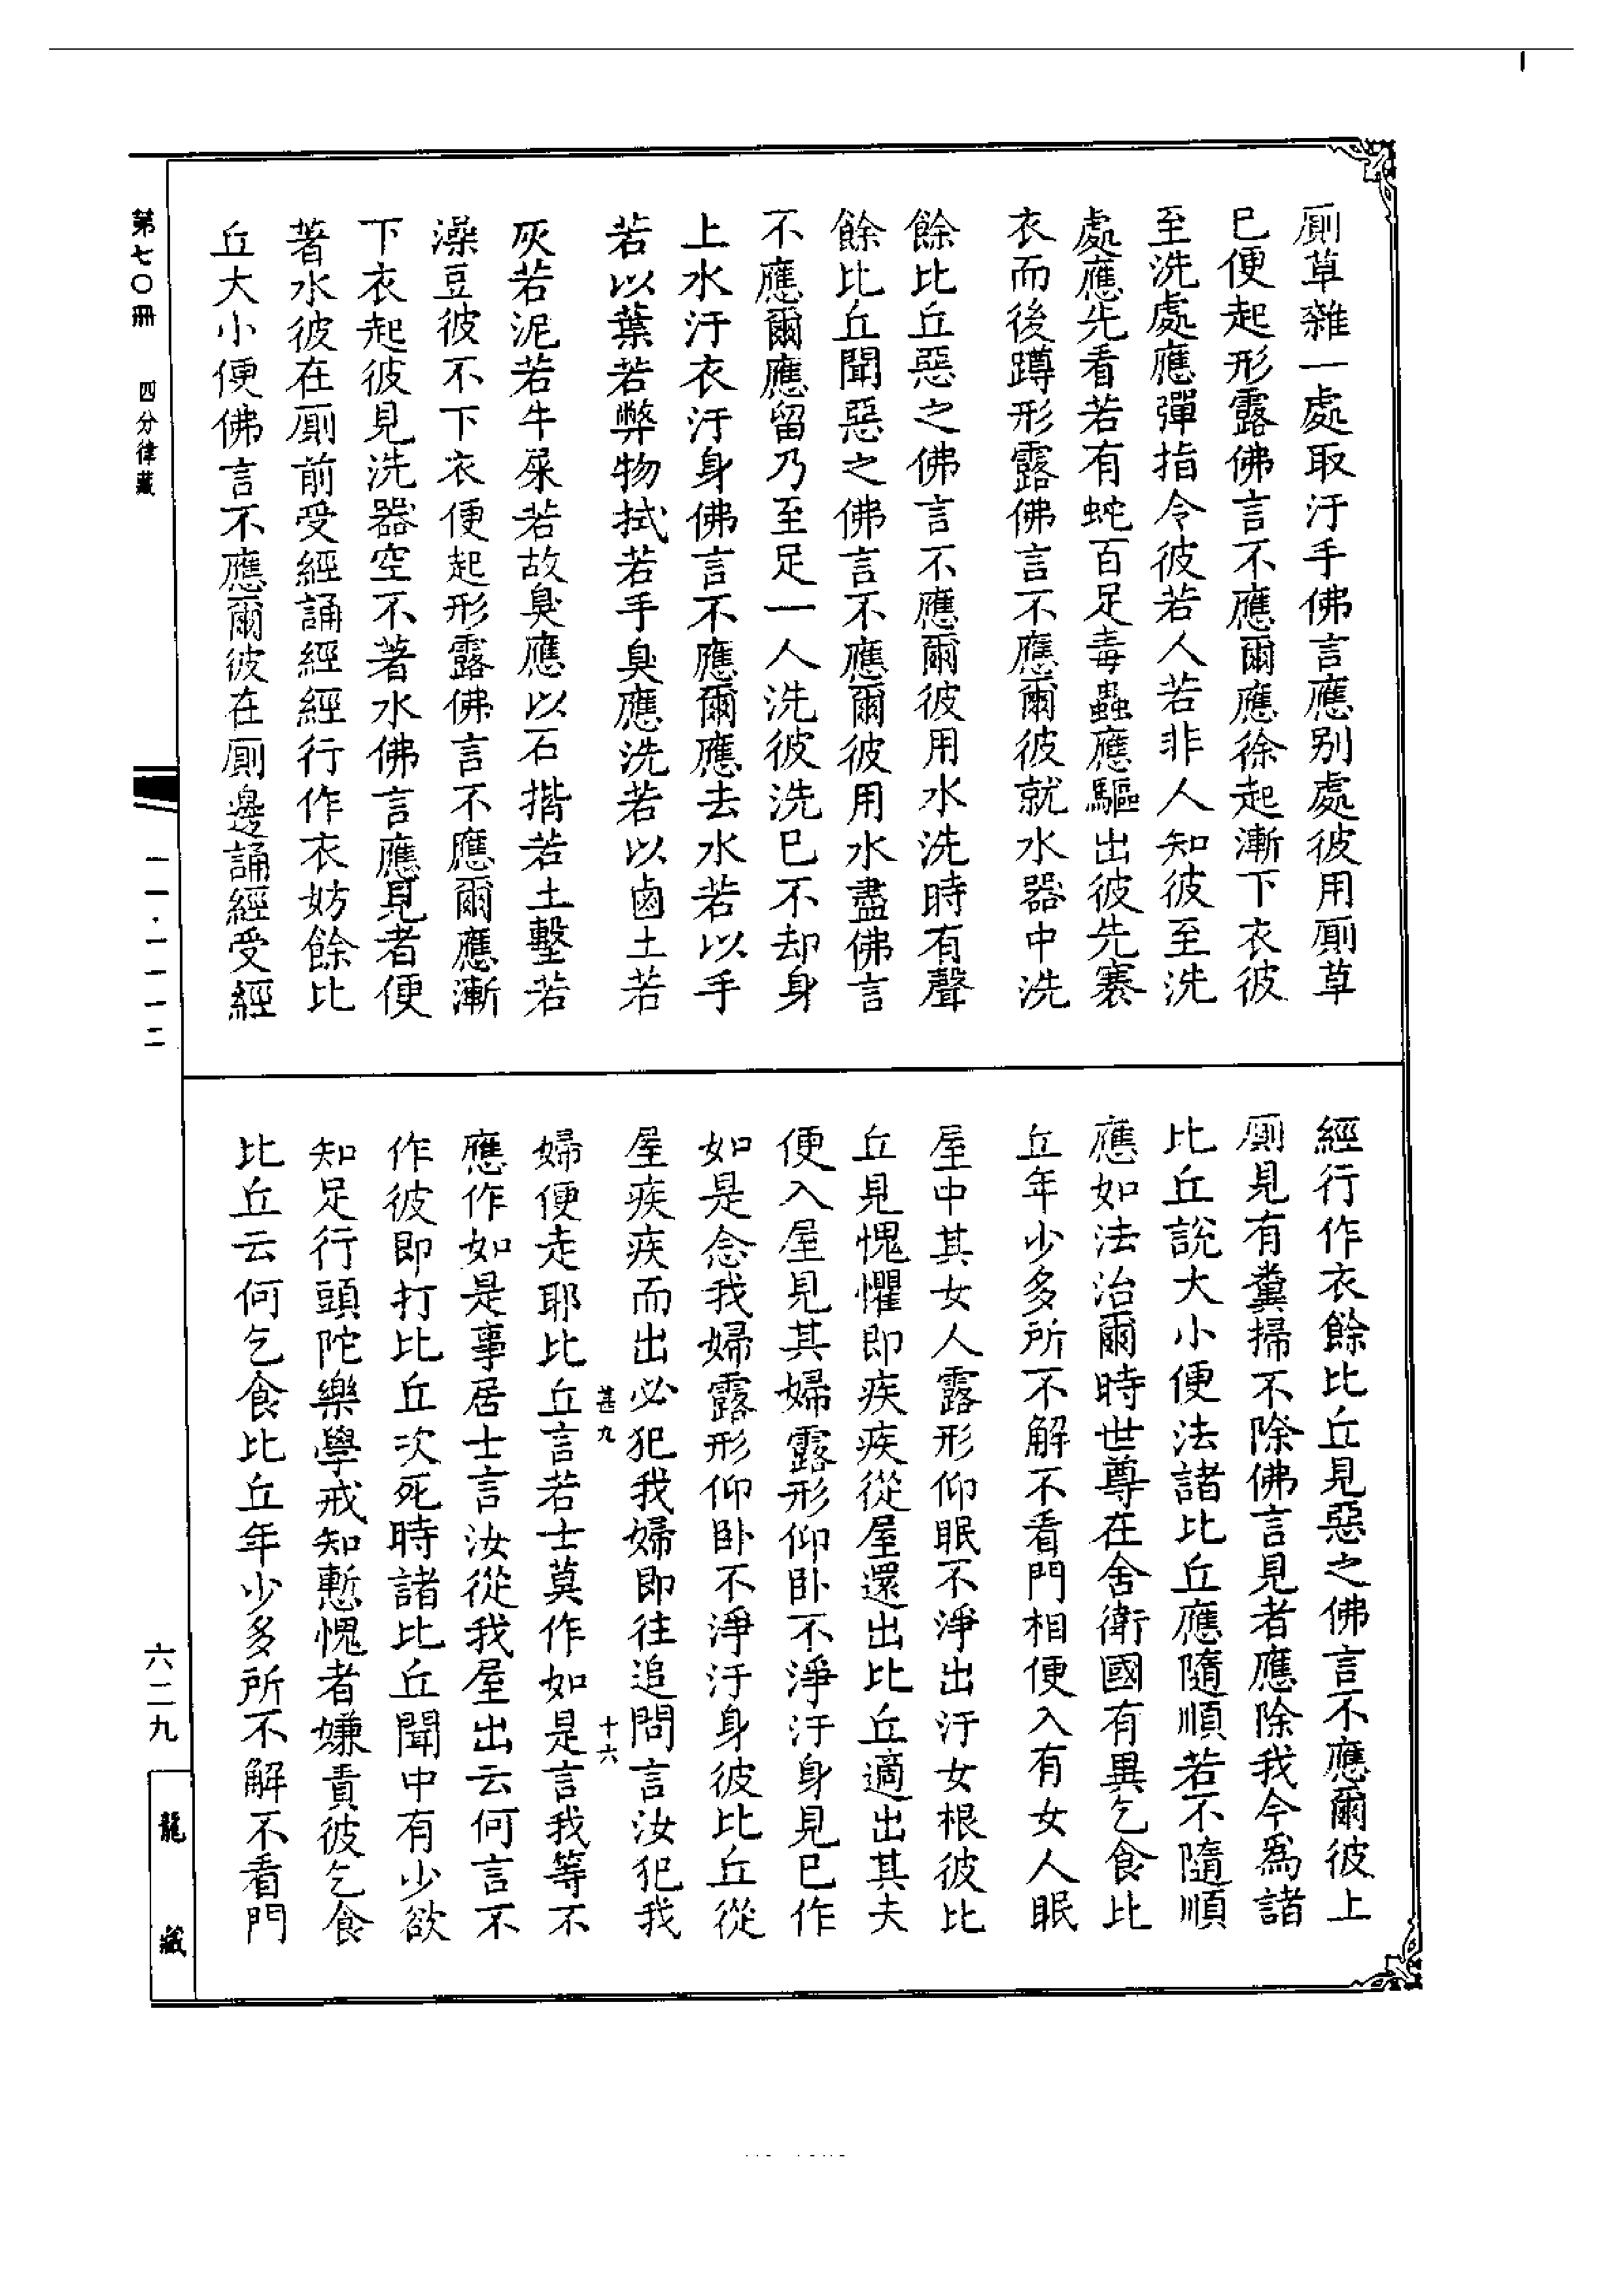 廁草雜一處取汙手佛言應别處彼用廁草
已便起形露佛言不應爾應徐起漸下衣彼
至洗處應彈指令彼若人若非人知彼至洗
處應先看若有蛇百足毒蟲應驅出彼先褰
衣而後蹲形露佛言不應爾彼就水器中洗
餘比丘惡之佛言不應爾彼用水洗時有聲
餘比丘聞惡之佛言不應爾彼用水盡佛言
不應爾應留乃至足一人洗彼洗已不却身
上水汙衣汙身佛言不應爾應去水若以手
若以葉若弊物拭若手臭應洗若以鹵土若
灰若泥若牛屎若故臭應以石揩若土墼若
澡豆彼不下衣便起形露佛言不應爾應漸
下衣起彼見洗器空不著水佛言應見者便
著水彼在廁前受經誦經經行作衣妨餘比
丘大小便佛言不應爾彼在廁邊誦經受經
經行作衣餘比丘見惡之佛言不應爾彼上
廁見有糞掃不除佛言見者應除我今為諸
比丘說大小便法諸比丘應隨順若不隨順
應如法治爾時世尊在舍衛國有異乞食比
丘年少多所不解不看門相便入有女人眠
屋中其女人露形仰眠不淨出汙女根彼比
丘見愧懼即疾疾從屋還出比丘適出其夫
便入屋見其婦露形仰卧不淨汙身見已作
如是念我婦露形仰卧不淨汙身彼比丘從
屋疾疾而出必犯我婦即往追問言汝犯我
甚九 十六
婦便走耶比丘言若士莫作如是言我等不
應作如是事居士言汝從我屋出云何言不
作彼即打比丘次死時諸比丘聞中有少欲
知足行頭陀樂學戒知慙愧者嫌責彼乞食
比丘云何乞食比丘年少多所不解不看門
第七〇冊 四分律藏 一一·一一一二
六二九 龍藏